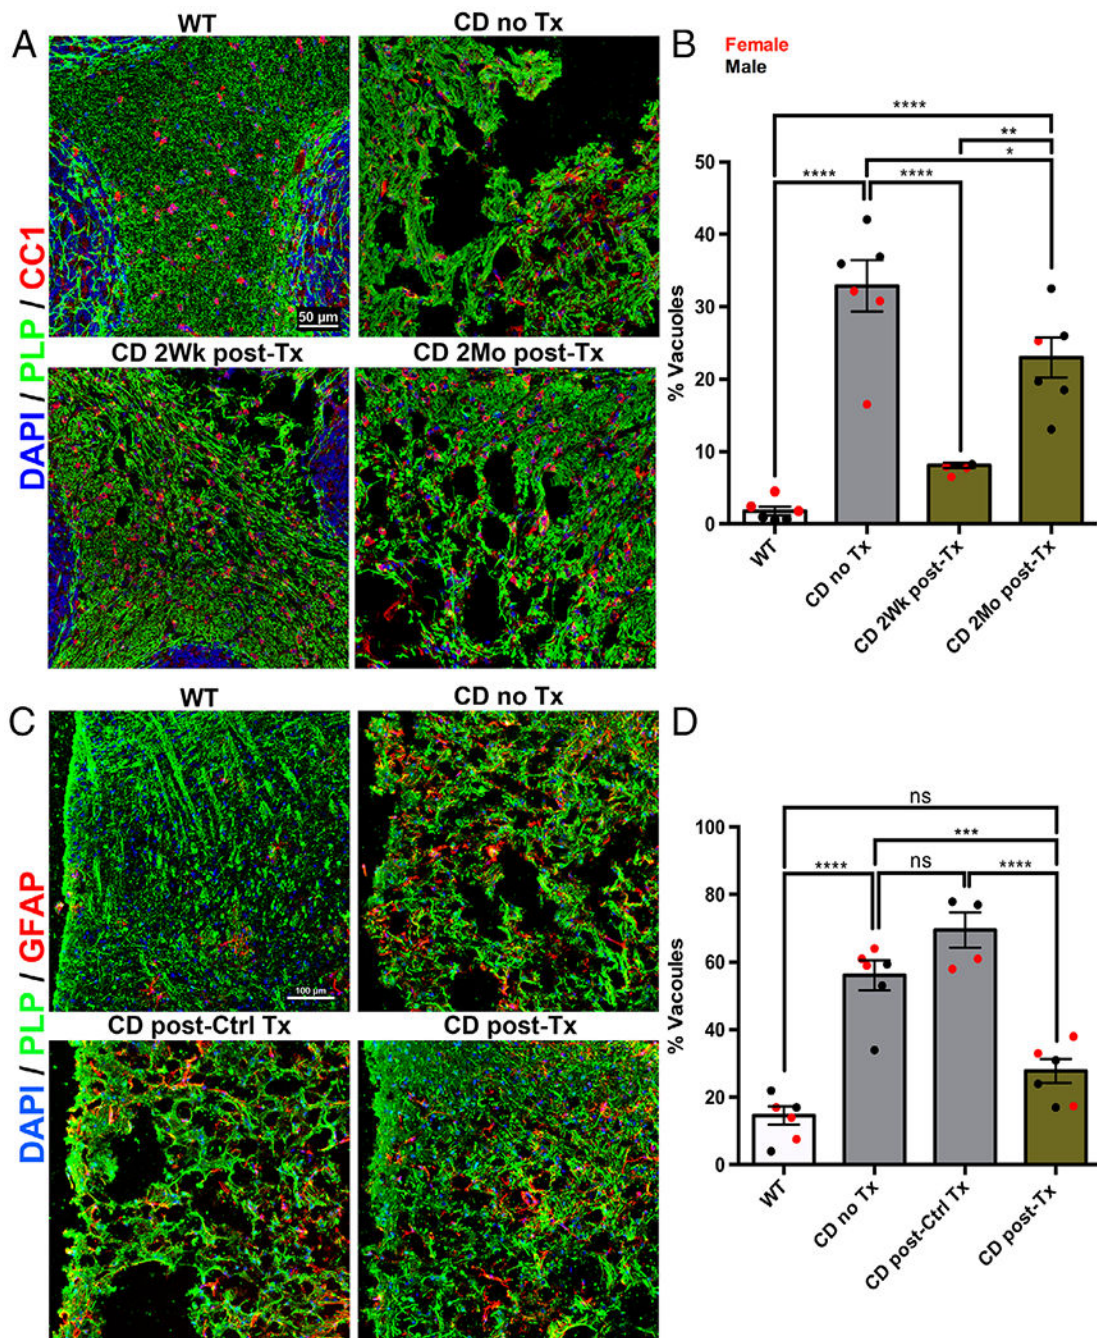 A
WT
CD no Tx
50 µm
CD 2Wk post-Tx
CD 2Mo post-Tx
DAPI / PLP / CC1
B
Female
Male
****
**
*
****
****
% Vacuoles
50
40
30
20
10
0
WT
CD no Tx
CD 2Wk post-Tx
CD 2Mo post-Tx
C
WT
CD no Tx
100 µm
CD post-Ctrl Tx
CD post-Tx
DAPI / PLP / GFAP
D
ns
***
****
ns
****
% Vacoules
100
80
60
40
20
0
WT
CD no Tx
CD post-Ctrl Tx
CD post-Tx